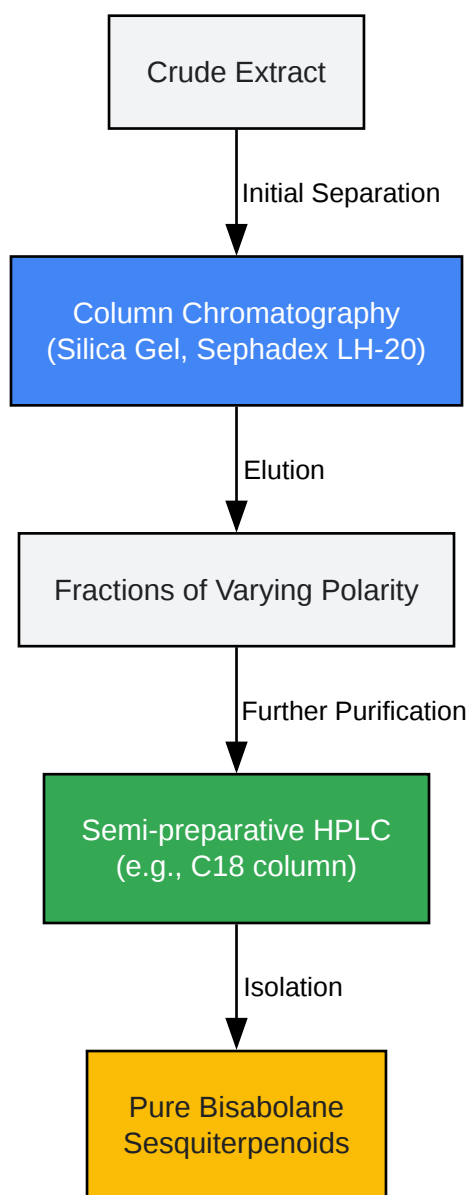 Crude Extract
Initial Separation
Column Chromatography
(Silica Gel, Sephadex LH-20)
Elution
Fractions of Varying Polarity
Further Purification
Semi-preparative HPLC
(e.g., C18 column)
Isolation
Pure Bisabolane
Sesquiterpenoids